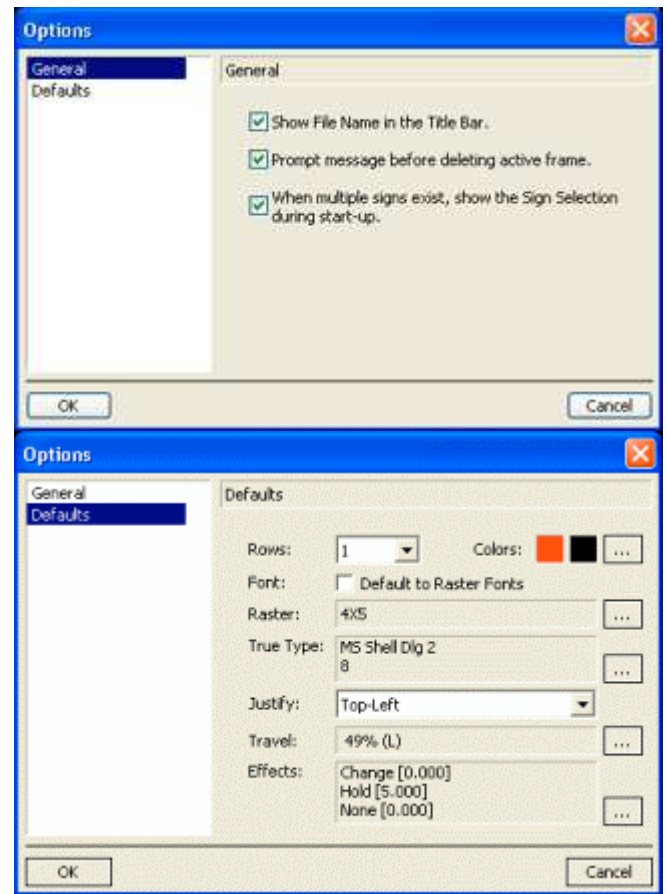 Options
General
Defaults
General
Show File Name in the Title Bar.
Prompt message before deleting active frame.
When multiple signs exist, show the Sign Selection
during start-up.
OK
Cancel
Options
General
Defaults
Defaults
Rows:
1
Colors:
...
Font:
Default to Raster Fonts
Raster:
4X5
...
True Type:
MS Shell Dlg 2
8
...
Justify:
Top-Left
Travel:
49% (L)
...
Effects:
Change [0.000]
Hold [5.000]
None [0.000]
...
OK
Cancel